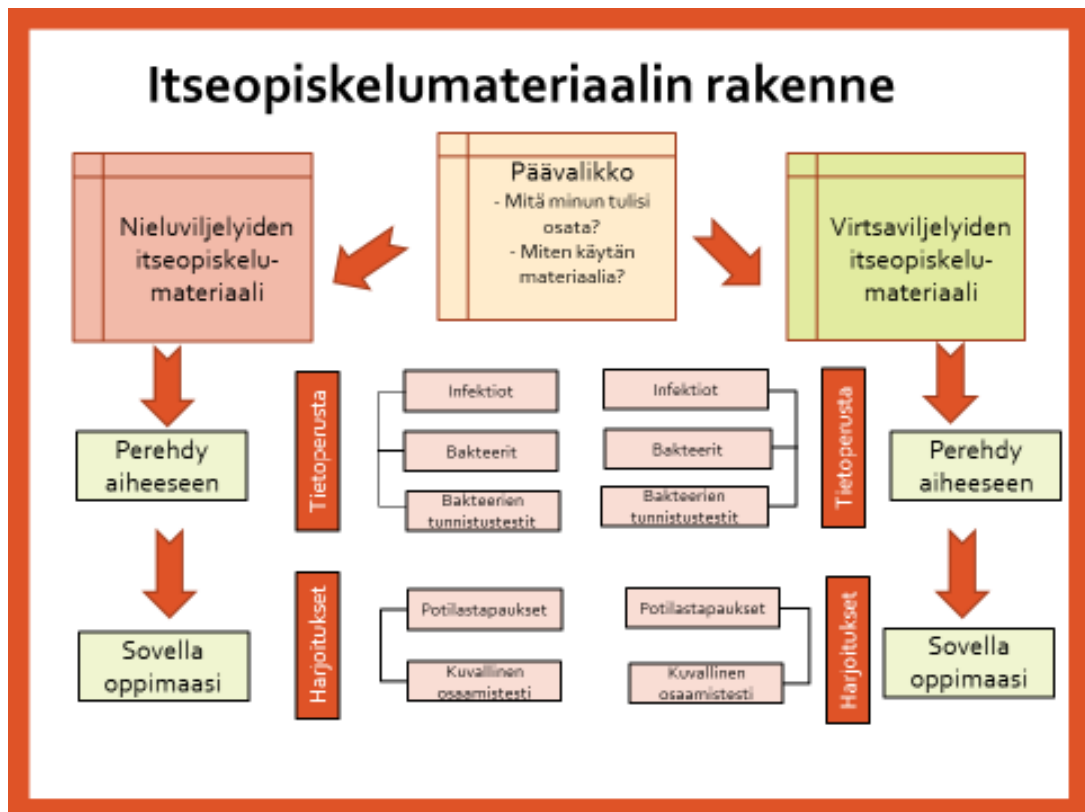 Itseopiskelumateriaalin rakenne
Nieluviljelyiden
itseopiskelu-
materiaali
Päävalikko
- Mitä minun tulisi
osata?
- Miten käytän
materiaalia?
Virtsaviljelyiden
itseopiskelu-
materiaali
Perehdy
aiheeseen
Tietoperusta
Infektiot
Bakteerit
Bakteerien
tunnistustestit
Infektiot
Bakteerit
Bakteerien
tunnistustestit
Tietoperusta
Perehdy
aiheeseen
Sovella
oppimaasi
Harjoitukset
Potilastapaukset
Kuvallinen
osaamistesti
Potilastapaukset
Kuvallinen
osaamistesti
Harjoitukset
Sovella
oppimaasi